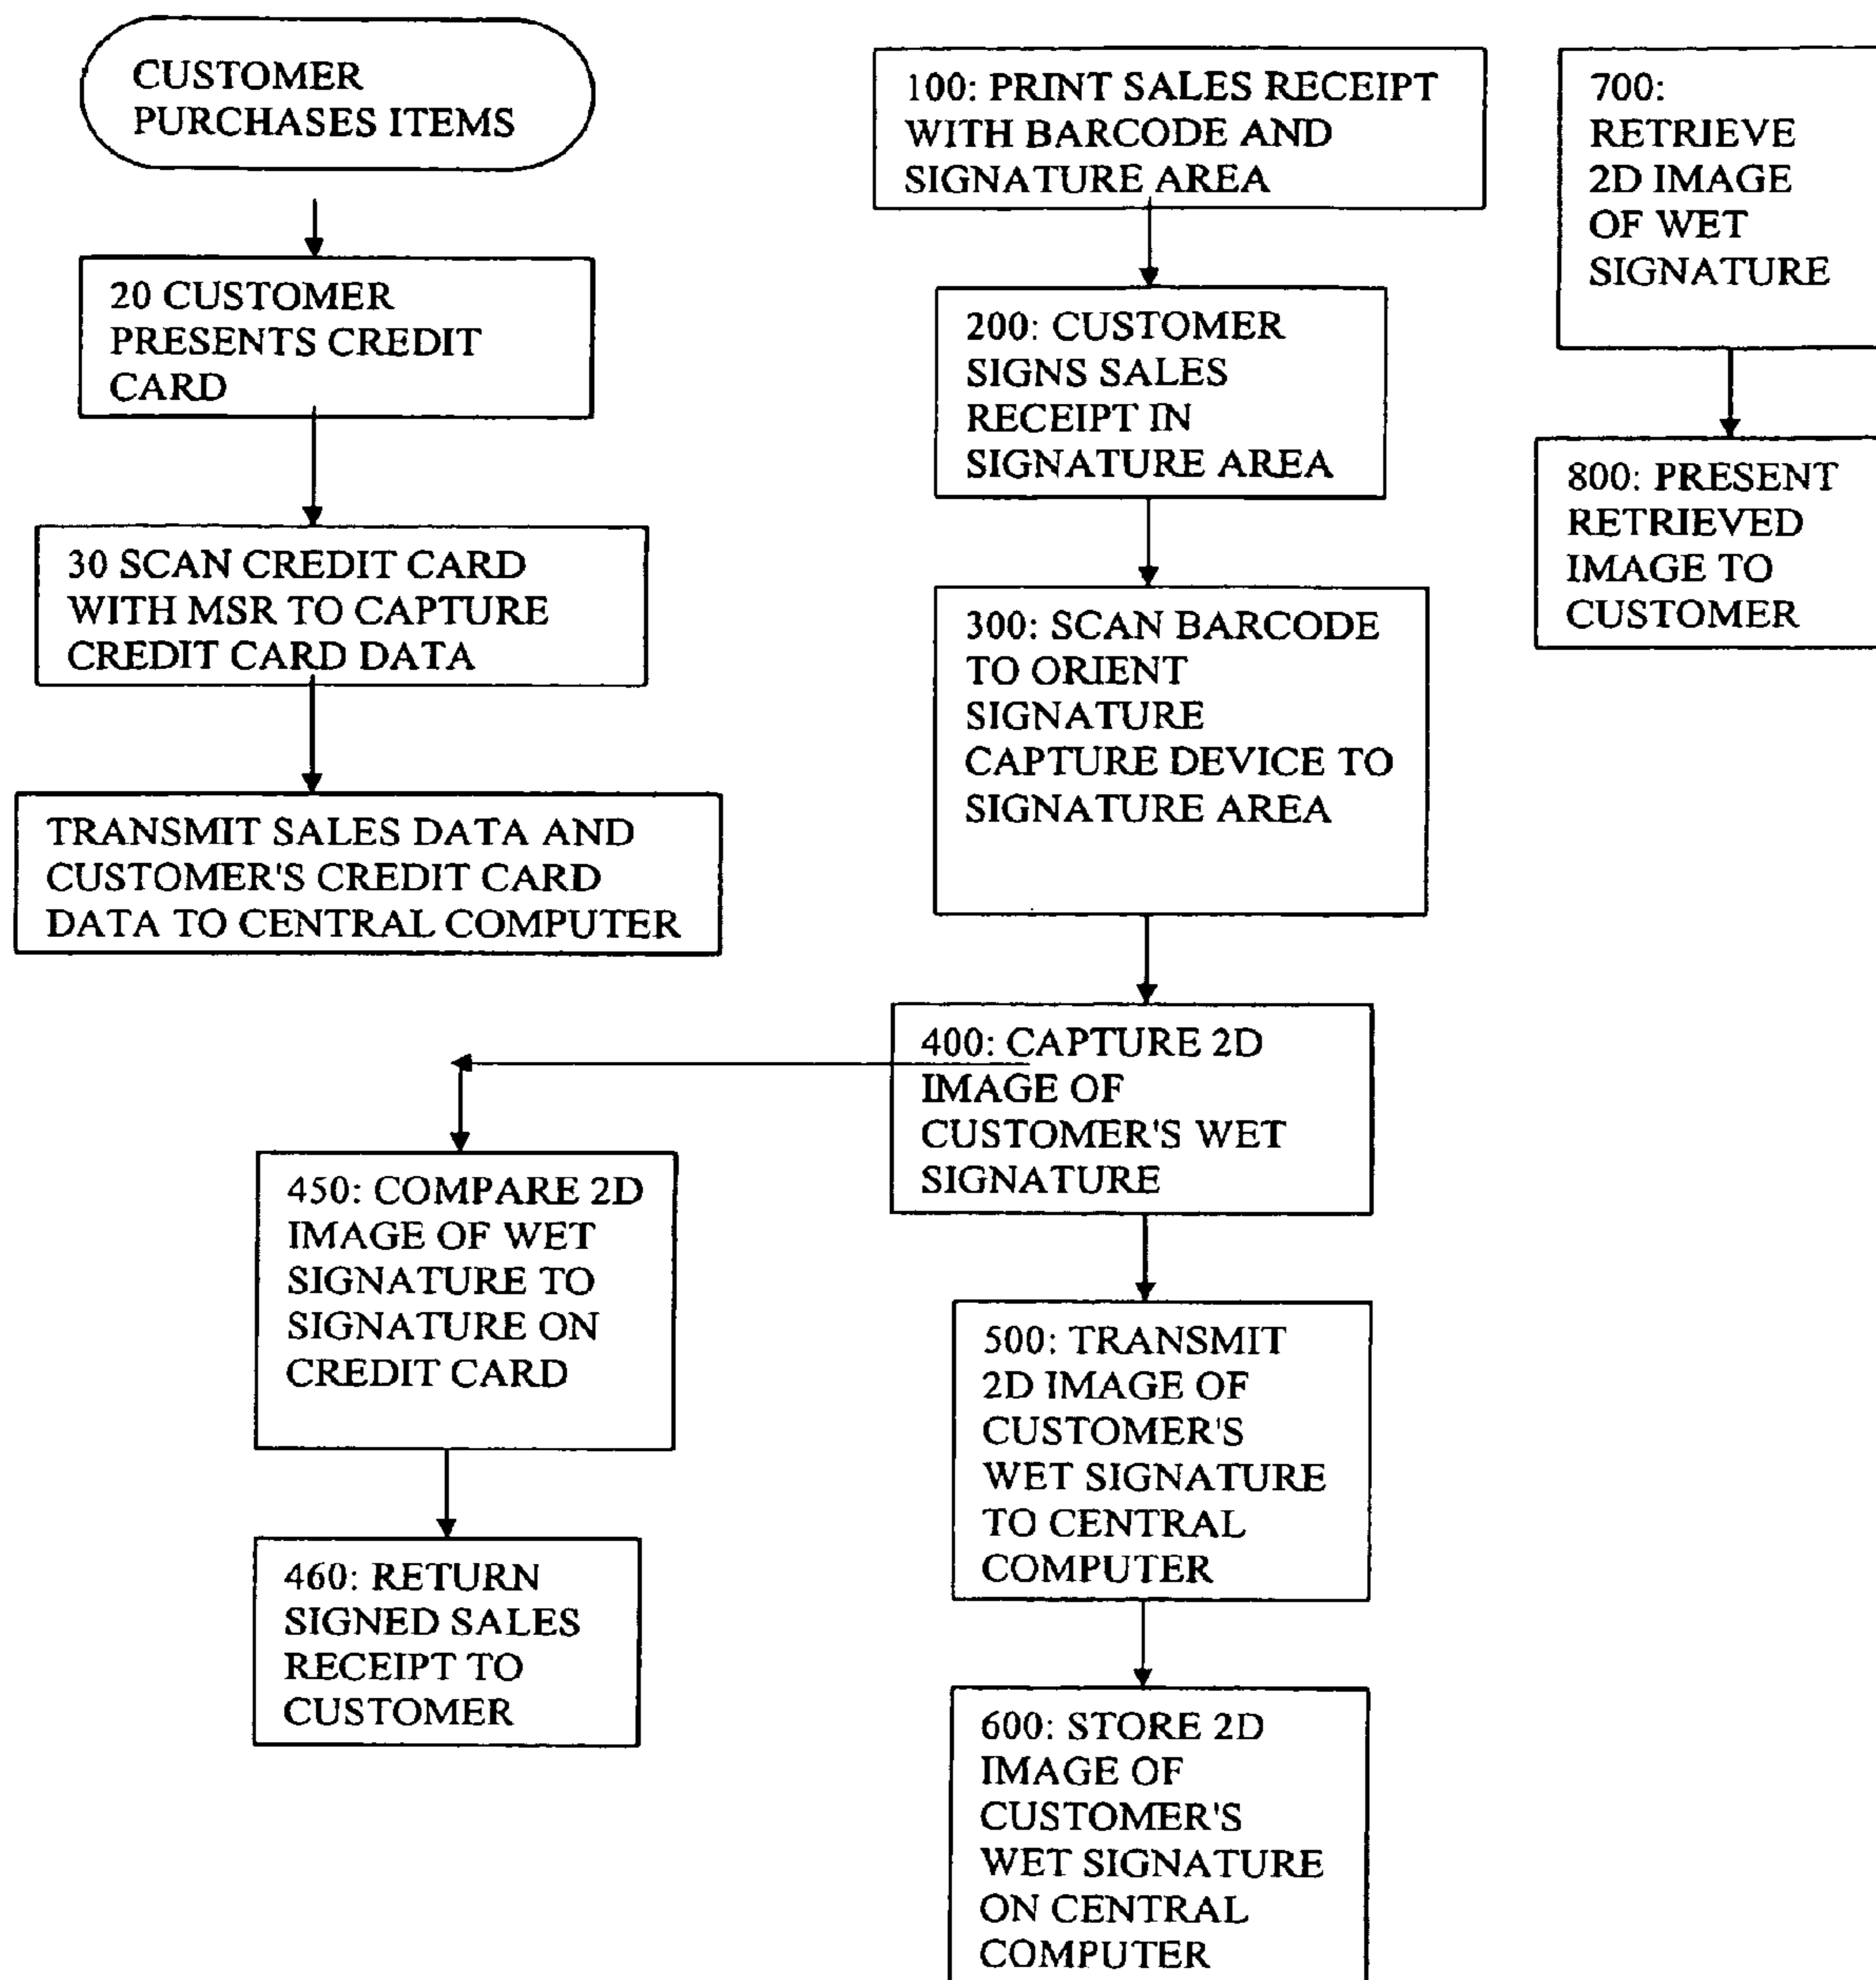 CUSTOMER
PURCHASES ITEMS
20 CUSTOMER
PRESENTS CREDIT
CARD
30 SCAN CREDIT CARD
WITH MSR TO CAPTURE
CREDIT CARD DATA
TRANSMIT SALES DATA AND
CUSTOMER'S CREDIT CARD
DATA TO CENTRAL COMPUTER
100: PRINT SALES RECEIPT
WITH BARCODE AND
SIGNATURE AREA
200: CUSTOMER
SIGNS SALES
RECEIPT IN
SIGNATURE AREA
300: SCAN BARCODE
TO ORIENT
SIGNATURE
CAPTURE DEVICE TO
SIGNATURE AREA
400: CAPTURE 2D
IMAGE OF
CUSTOMER'S WET
SIGNATURE
450: COMPARE 2D
IMAGE OF WET
SIGNATURE TO
SIGNATURE ON
CREDIT CARD
460: RETURN
SIGNED SALES
RECEIPT TO
CUSTOMER
500: TRANSMIT
2D IMAGE OF
CUSTOMER'S
WET SIGNATURE
TO CENTRAL
COMPUTER
600: STORE 2D
IMAGE OF
CUSTOMER'S
WET SIGNATURE
ON CENTRAL
COMPUTER
700:
RETRIEVE
2D IMAGE
OF WET
SIGNATURE
800: PRESENT
RETRIEVED
IMAGE TO
CUSTOMER